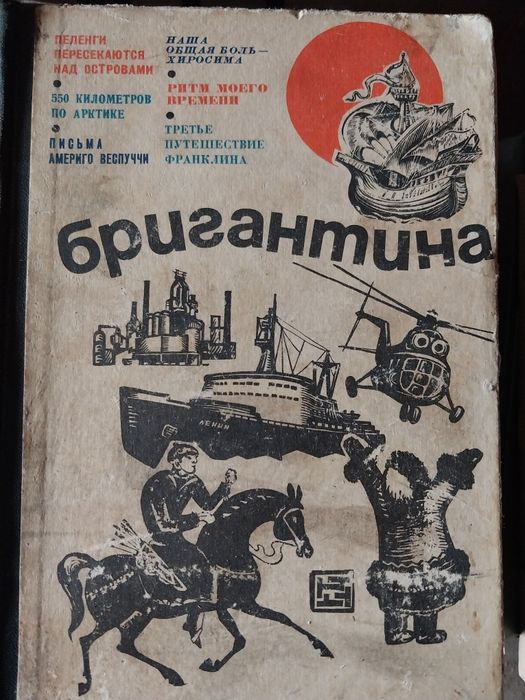 ПЕЛЕНГИ
ПЕРЕСЕКАЮТСЯ
НАД ОСТРОВАМИ
550 КИЛОМЕТРОВ
ПО АРКТИКЕ
ПИСЬМА
АМЕРИГО ВЕСПУЧЧИ
НАША
ОБЩАЯ БОЛЬ—
ХИРОСИМА
РИТМ МОЕГО
ВРЕМЕНИ
ТРЕТЬЕ
ПУТЕШЕСТВИЕ
ФРАНКЛИНА
бригантина
ЛЕНИН